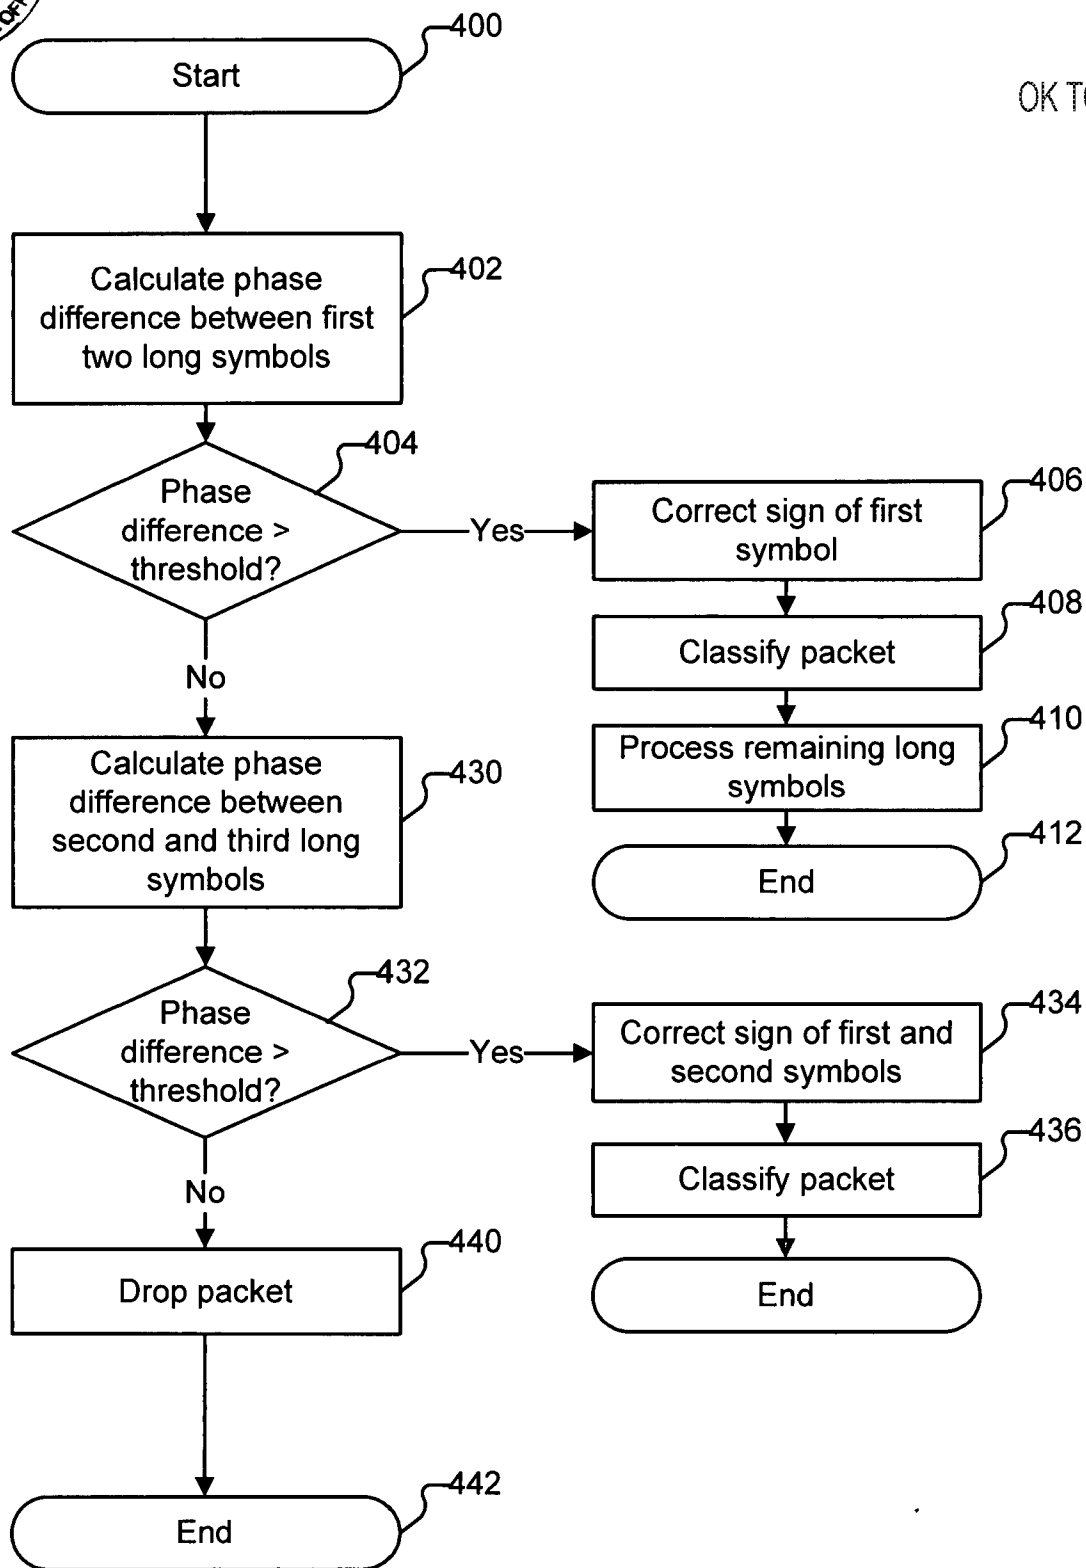 400
Start
OK
402
Calculate phase
difference between first
two long symbols
404
Phase
difference >
threshold?
Yes
406
Correct sign of first
symbol
408
Classify packet
410
Process remaining long
symbols
412
End
No
430
Calculate phase
difference between
second and third long
symbols
432
Phase
difference >
threshold?
Yes
434
Correct sign of first and
second symbols
436
Classify packet
End
No
440
Drop packet
442
End